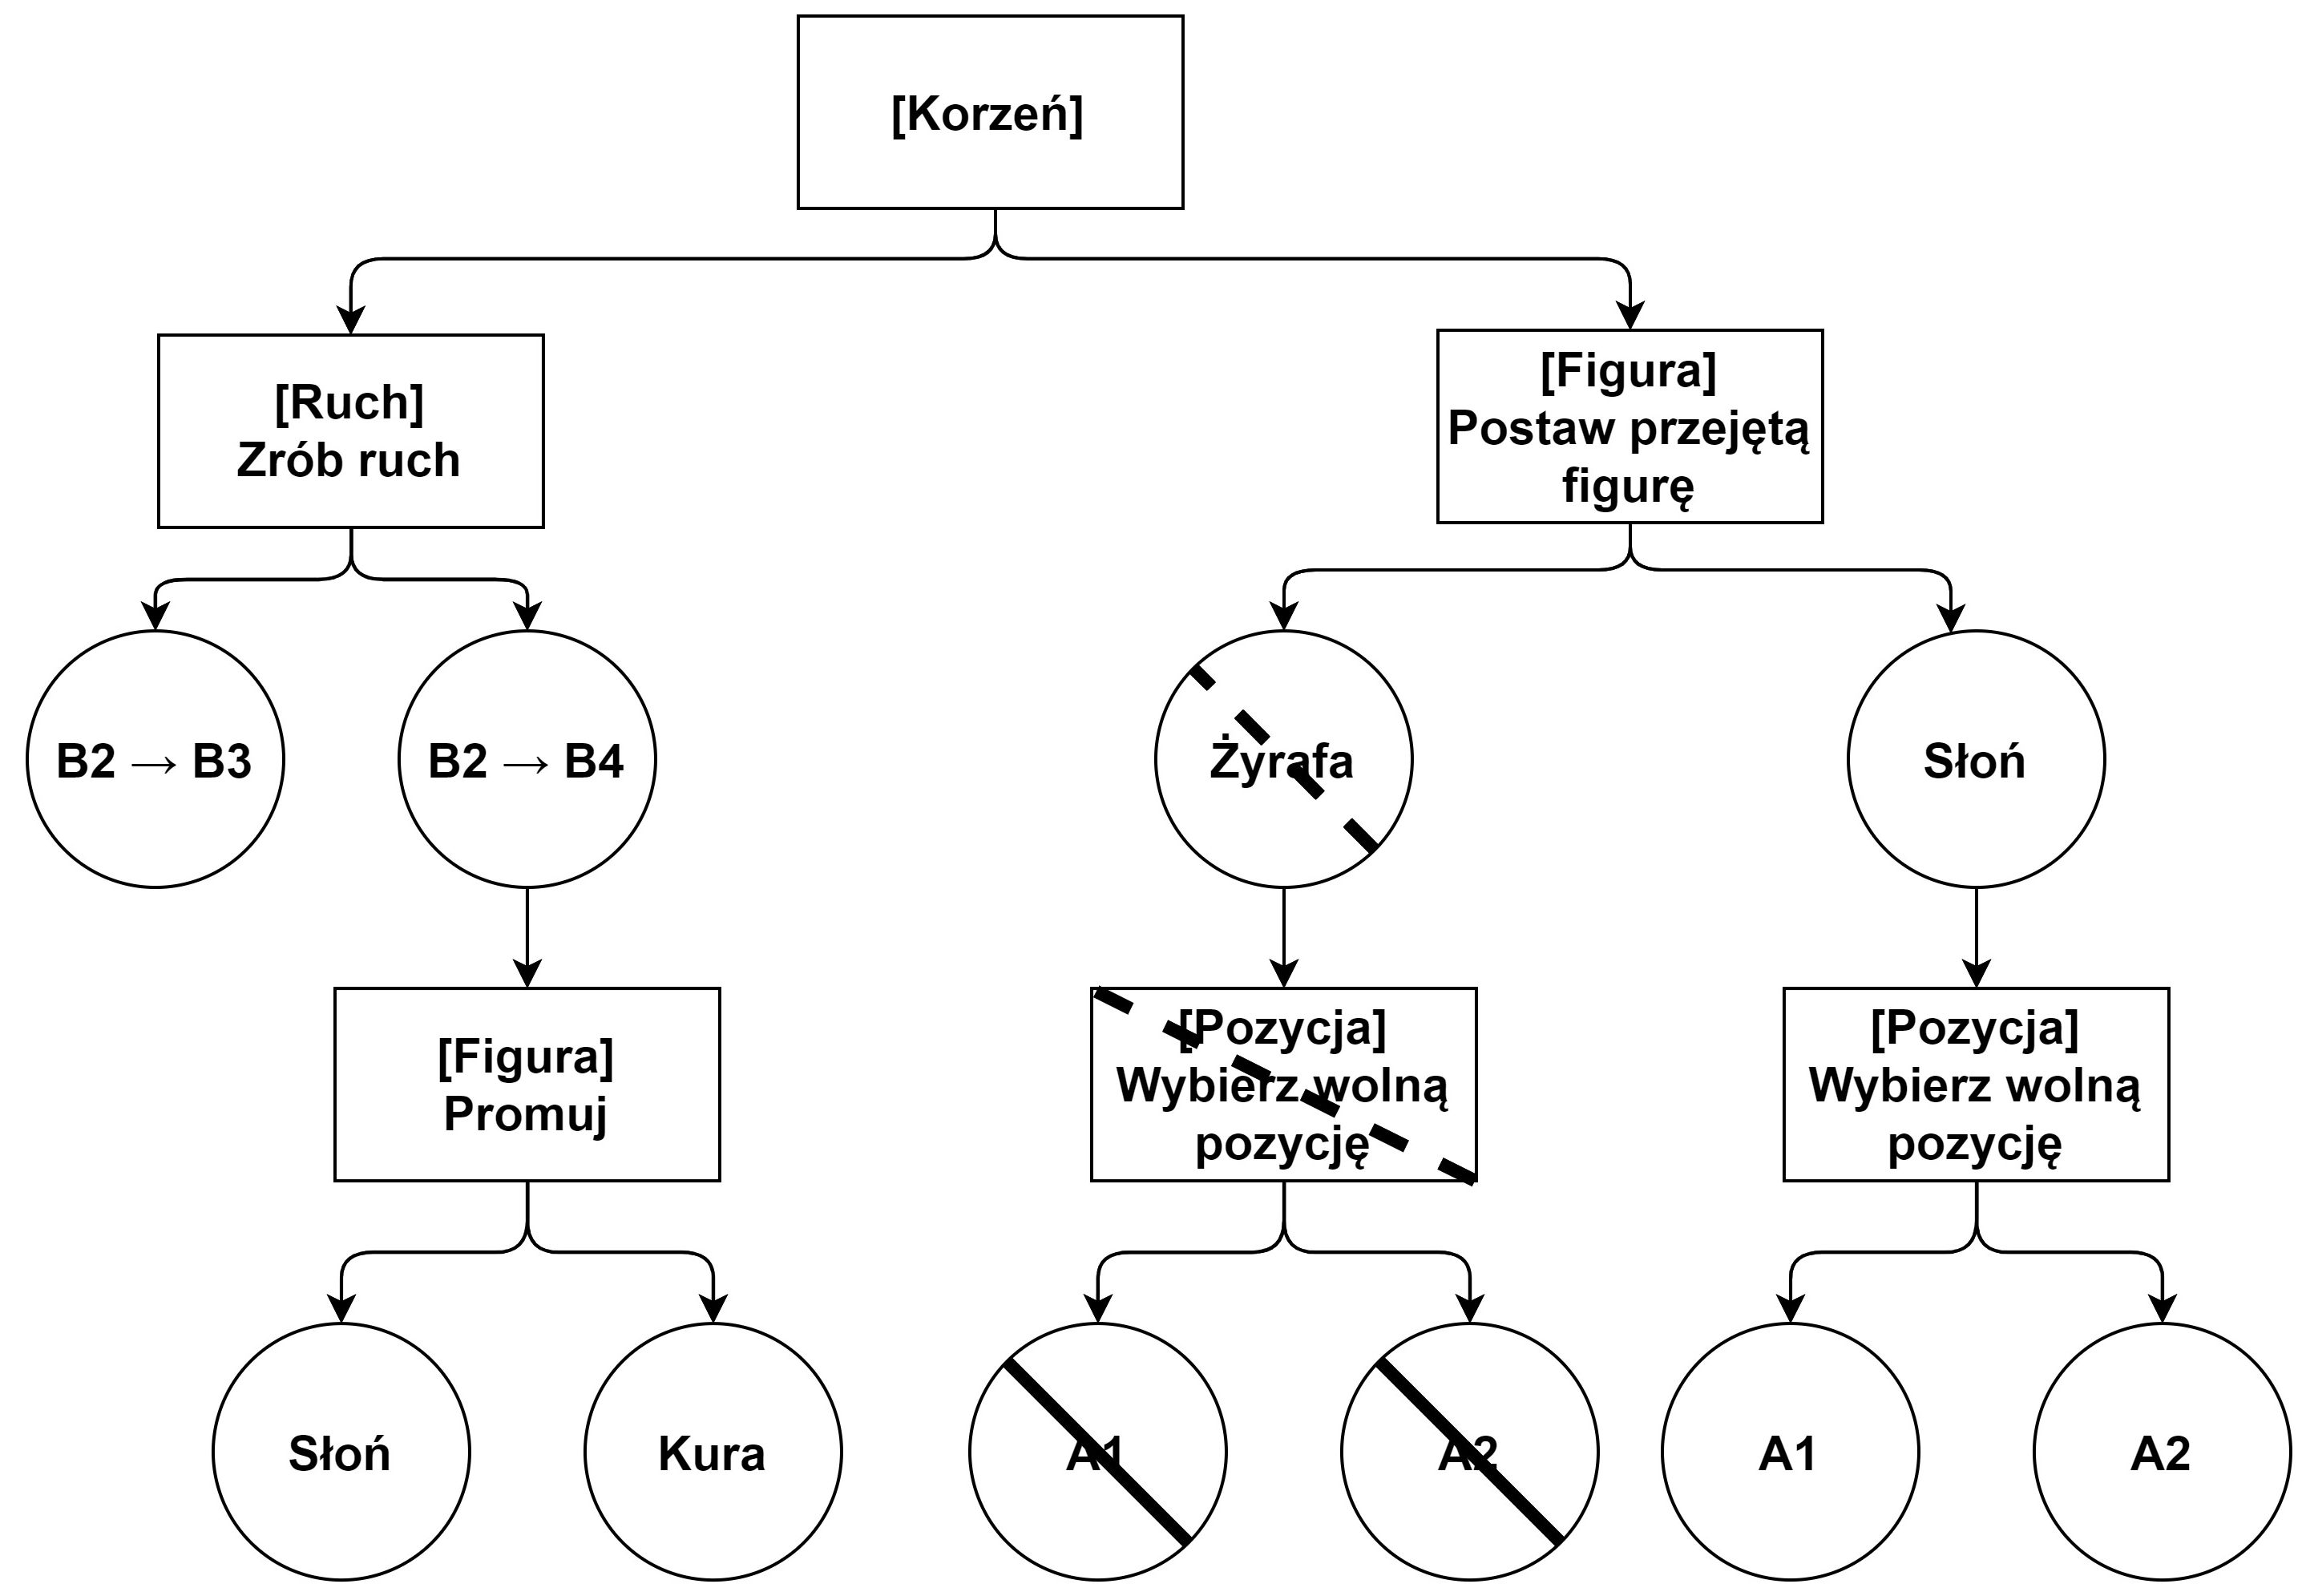 [Korzeń]
[Ruch]
Zrób ruch
[Figura]
Postaw przejętą
figurę
B2 → B3
B2 → B4
Żyrafa
Słoń
[Figura]
Promuj
[Pozycja]
Wybierz wolną
pozycję
[Pozycja]
Wybierz wolną
pozycję
Słoń
Kura
A1
A2
A1
A2